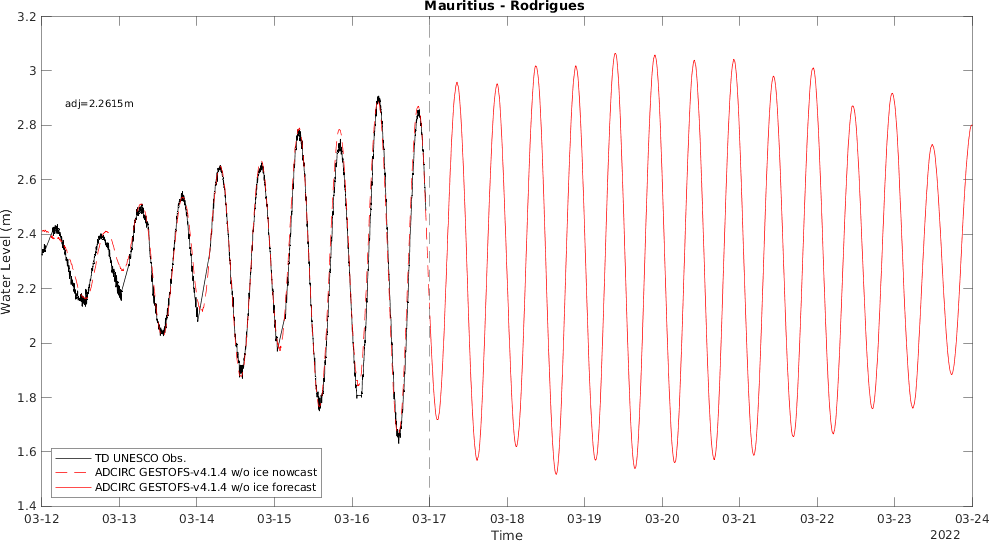 Mauritius - Rodrigues
3.2
3
2.8
2.6
2.4
2.2
2
1.8
1.6
1.4
Water Level (m)
adj=2.2615m
TD UNESCO Obs.
ADCIRC GESTOFS-v4.1.4 w/o ice nowcast
ADCIRC GESTOFS-v4.1.4 w/o ice forecast
03-12 03-13 03-14 03-15 03-16 03-17 03-18 03-19 03-20 03-21 03-22 03-23 03-24
Time
2022